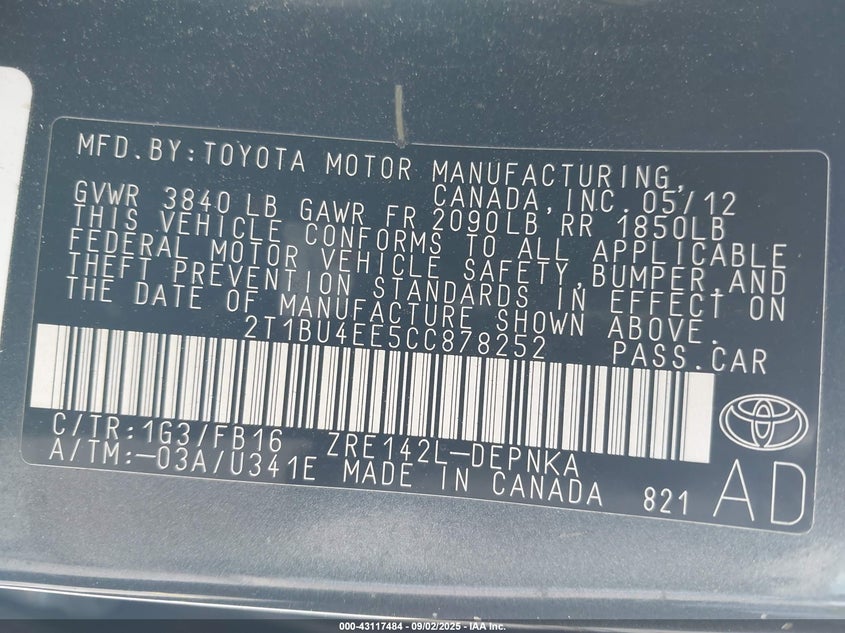 MFD.BY:TOYOTA MOTOR MANUFACTURING,
CANADA,INC.05/12
GVWR 3840 LB GAWR FR 2090LB RR 1850LB
THIS VEHICLE CONFORMS TO ALL APPLICABLE
FEDERAL MOTOR VEHICLE SAFETY,BUMPER,AND
THEFT PREVENTION STANDARDS IN EFFECT ON
THE DATE OF MANUFACTURE SHOWN ABOVE.
2T1BU4EE5CC878252 PASS.CAR
C/TR:1G3/FB16 ZRE142L-DEPNKA
A/TM:-03A/U341E MADE IN CANADA 821
AD
000-43117484 - 09/02/2025 - IAA Inc.